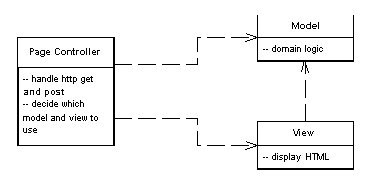 Page Controller
-- handle http get
and post
-- decide which
model and view to
use
Model
-- domain logic
View
-- display HTML